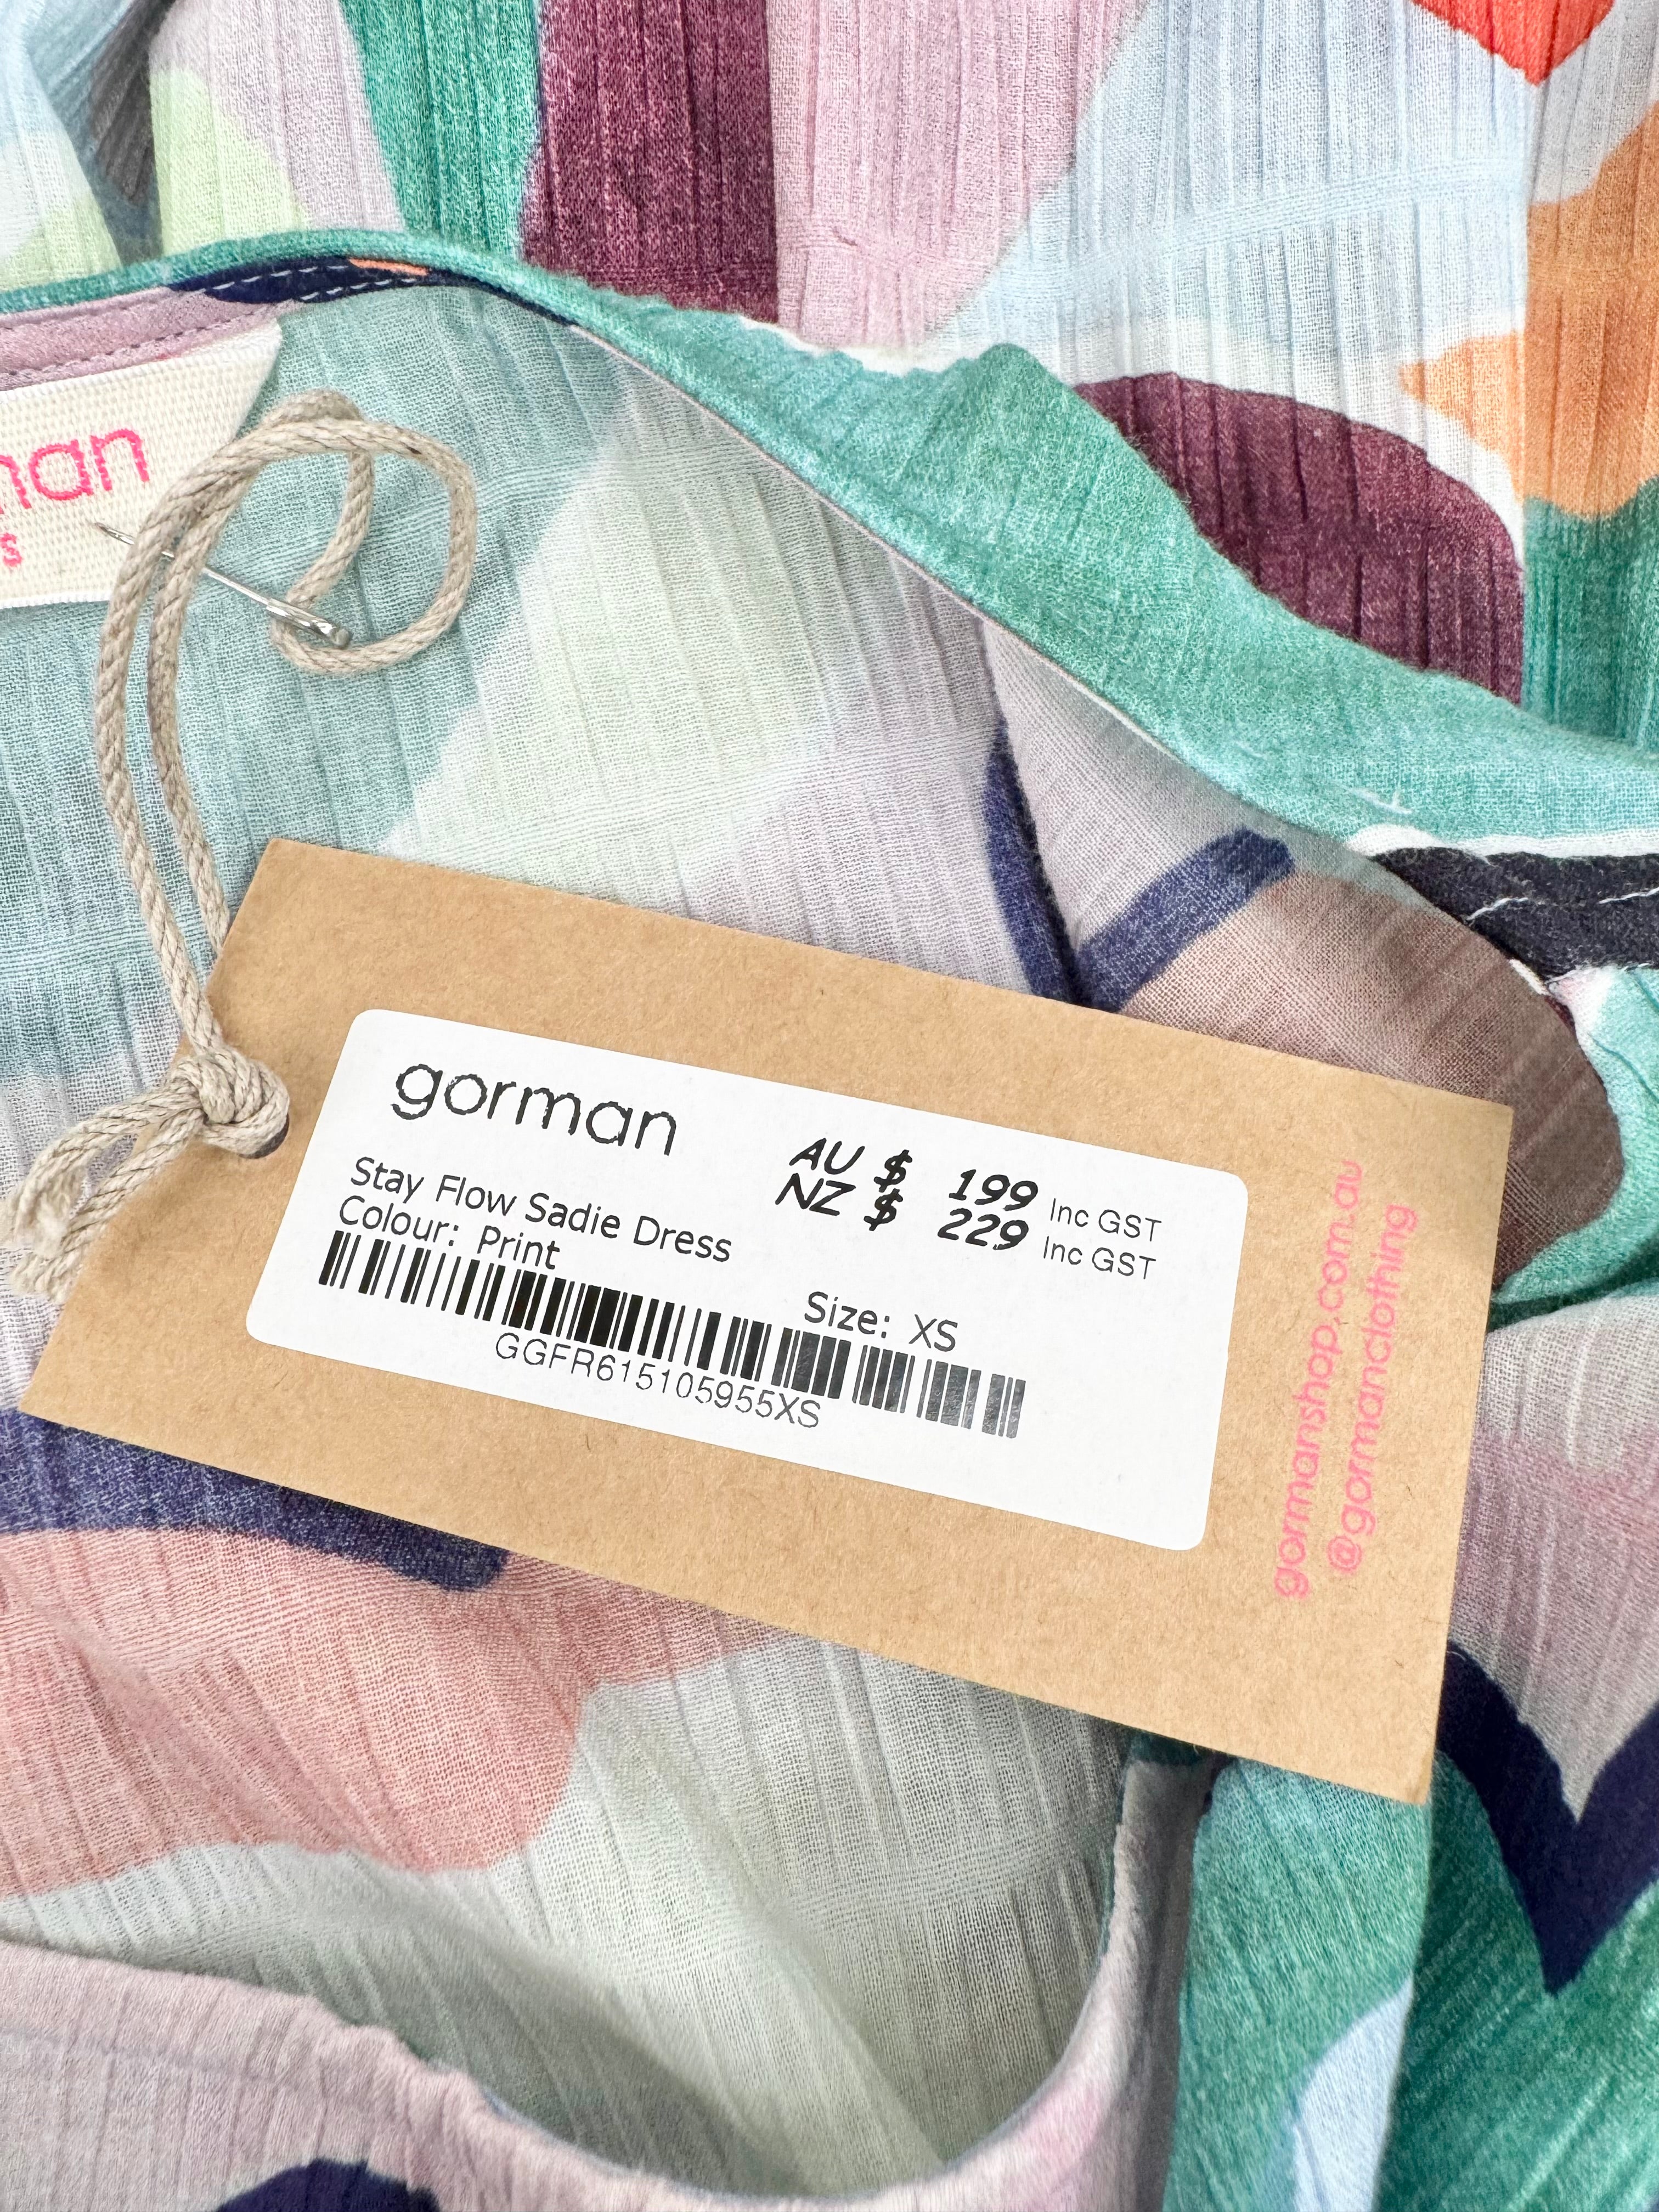 gorman
AU $ 199 Inc GST
NZ $ 229 Inc GST
Stay Flow Sadie Dress
Colour: Print
Size: XS
GGFR615105955XS
gormanshop.com.au
@gormanclothing